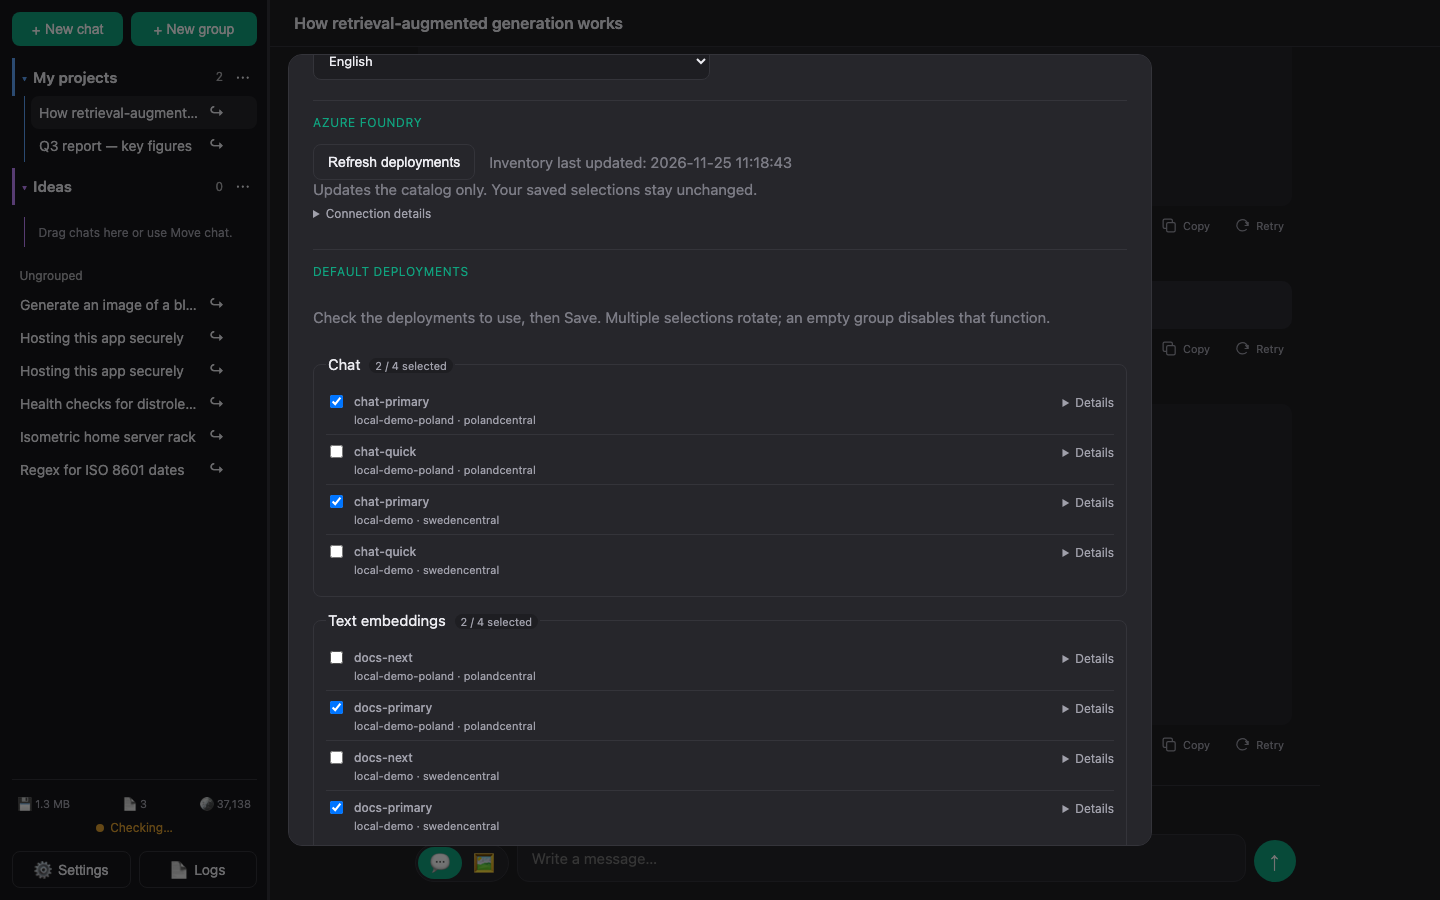 + New chat
+ New group
My projects 2 ...
How retrieval-augment...
Q3 report — key figures
Ideas 0 ...
Drag chats here or use Move chat.
Ungrouped
Generate an image of a bl...
Hosting this app securely
Hosting this app securely
Health checks for distrole...
Isometric home server rack
Regex for ISO 8601 dates
1.3 MB 3 37,138
Checking...
Settings
Logs
How retrieval-augmented generation works
English
AZURE FOUNDRY
Refresh deployments
Inventory last updated: 2026-11-25 11:18:43
Updates the catalog only. Your saved selections stay unchanged.
Connection details
DEFAULT DEPLOYMENTS
Check the deployments to use, then Save. Multiple selections rotate; an empty group disables that function.
Chat 2 / 4 selected
chat-primary Details
local-demo-poland · polandcentral
chat-quick Details
local-demo-poland · polandcentral
chat-primary Details
local-demo · swedencentral
chat-quick Details
local-demo · swedencentral
Text embeddings 2 / 4 selected
docs-next Details
local-demo-poland · polandcentral
docs-primary Details
local-demo-poland · polandcentral
docs-next Details
local-demo · swedencentral
docs-primary Details
local-demo · swedencentral
Copy Retry
Copy Retry
Copy Retry
Write a message...